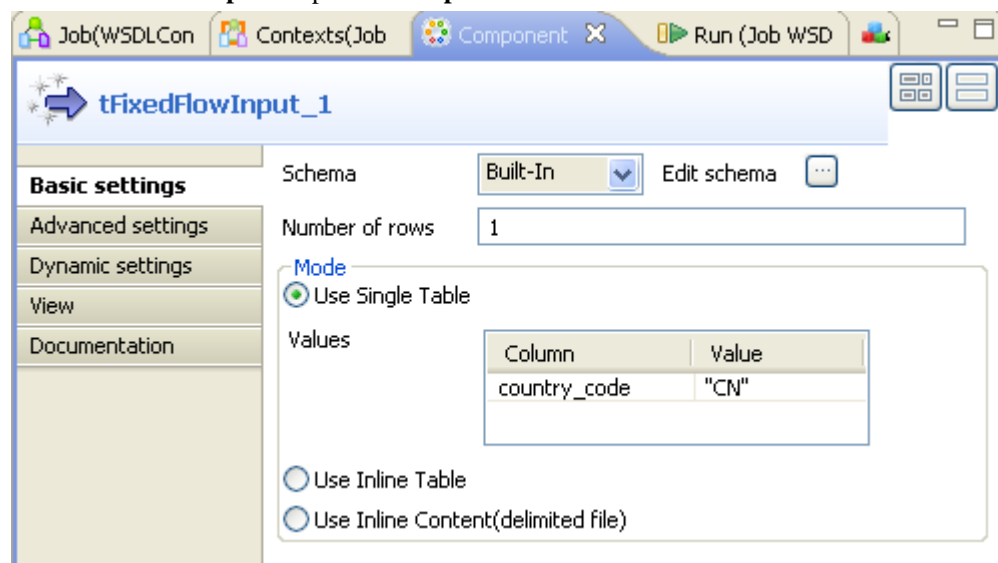 Job(WSDLCon Contexts(Job Component Run (Job WSD
tFixedFlowInput_1
Basic settings
Advanced settings
Dynamic settings
View
Documentation
Schema Built-In Edit schema ...
Number of rows 1
Mode
Use Single Table
Values
Column Value
country_code "CN"
Use Inline Table
Use Inline Content(delimited file)